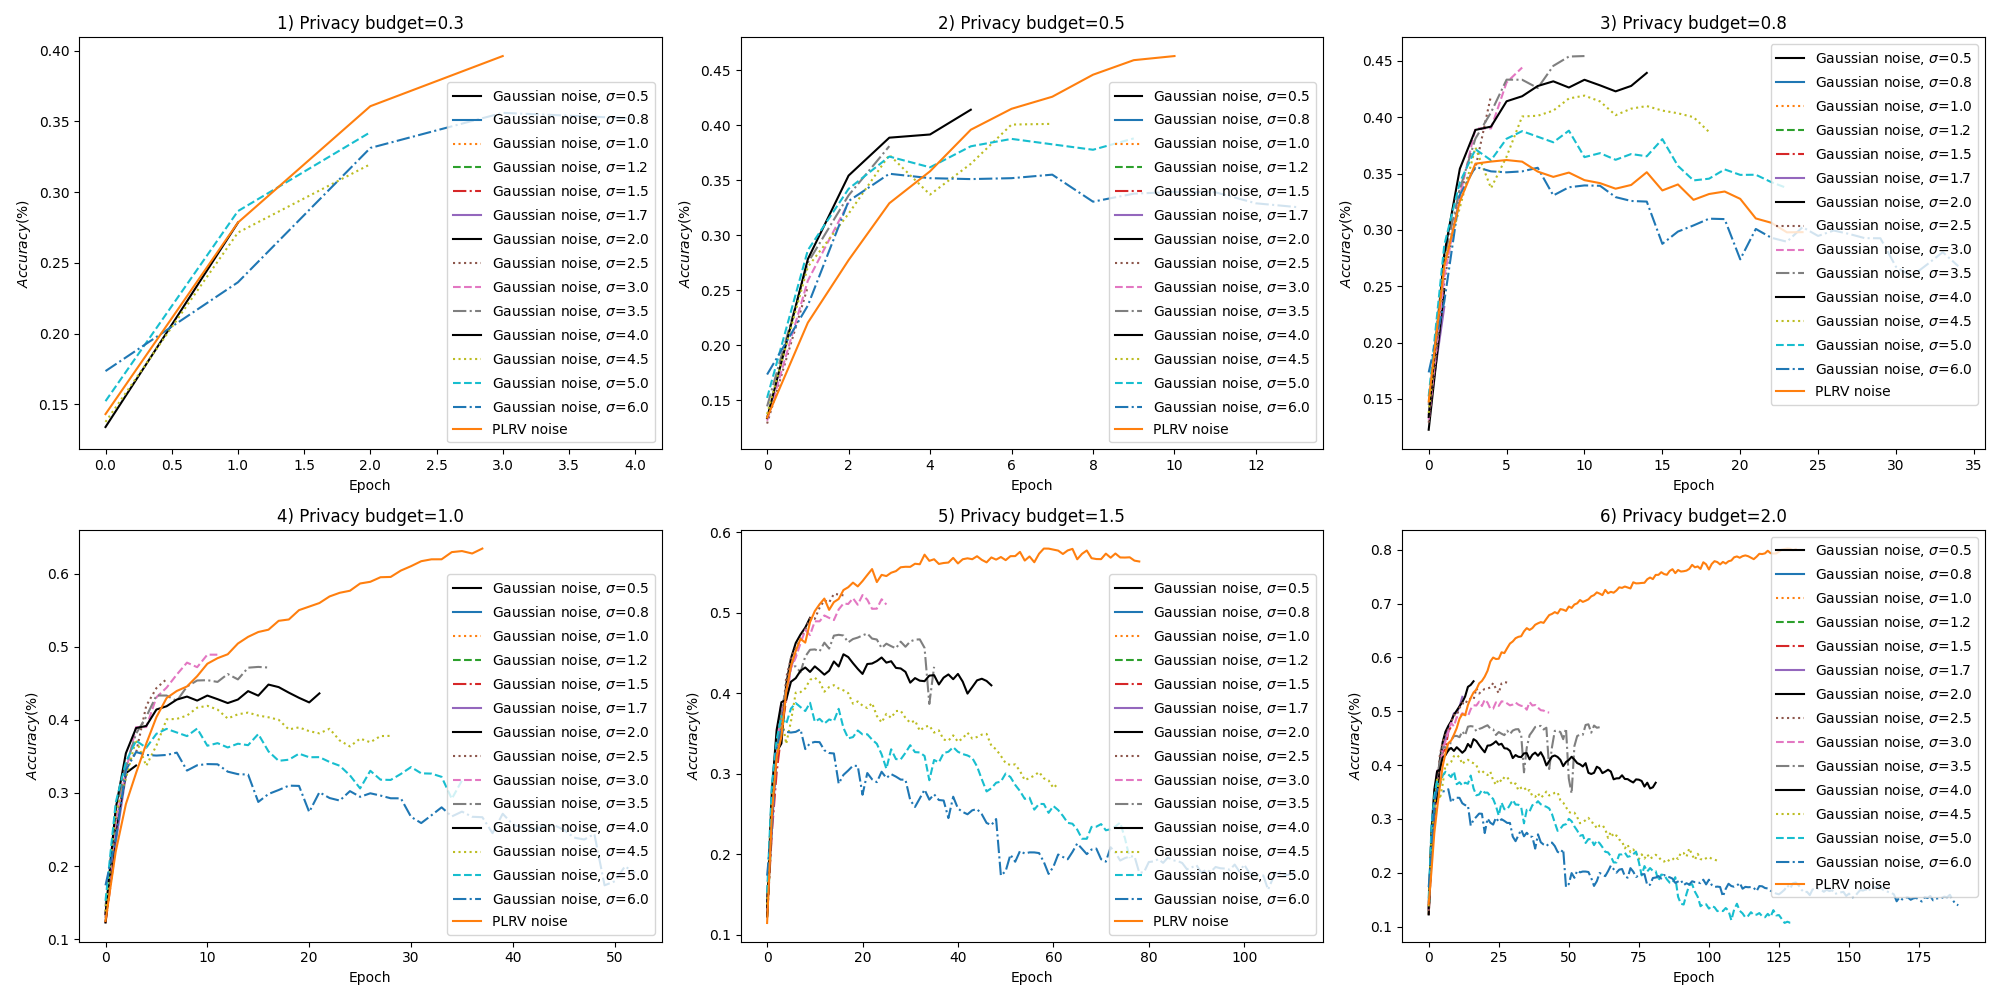 1) Privacy budget=0.3
0.40
0.35
0.30
0.25
0.20
0.15
Accuracy(%)
Gaussian noise, σ=0.5
Gaussian noise, σ=0.8
Gaussian noise, σ=1.0
Gaussian noise, σ=1.2
Gaussian noise, σ=1.5
Gaussian noise, σ=1.7
Gaussian noise, σ=2.0
Gaussian noise, σ=2.5
Gaussian noise, σ=3.0
Gaussian noise, σ=3.5
Gaussian noise, σ=4.0
Gaussian noise, σ=4.5
Gaussian noise, σ=5.0
Gaussian noise, σ=6.0
PLRV noise
0.0 0.5 1.0 1.5 2.0 2.5 3.0 3.5 4.0
Epoch
2) Privacy budget=0.5
0.45
0.40
0.35
0.30
0.25
0.20
0.15
Accuracy(%)
Gaussian noise, σ=0.5
Gaussian noise, σ=0.8
Gaussian noise, σ=1.0
Gaussian noise, σ=1.2
Gaussian noise, σ=1.5
Gaussian noise, σ=1.7
Gaussian noise, σ=2.0
Gaussian noise, σ=2.5
Gaussian noise, σ=3.0
Gaussian noise, σ=3.5
Gaussian noise, σ=4.0
Gaussian noise, σ=4.5
Gaussian noise, σ=5.0
Gaussian noise, σ=6.0
PLRV noise
0 2 4 6 8 10 12
Epoch
3) Privacy budget=0.8
0.45
0.40
0.35
0.30
0.25
0.20
0.15
Accuracy(%)
Gaussian noise, σ=0.5
Gaussian noise, σ=0.8
Gaussian noise, σ=1.0
Gaussian noise, σ=1.2
Gaussian noise, σ=1.5
Gaussian noise, σ=1.7
Gaussian noise, σ=2.0
Gaussian noise, σ=2.5
Gaussian noise, σ=3.0
Gaussian noise, σ=3.5
Gaussian noise, σ=4.0
Gaussian noise, σ=4.5
Gaussian noise, σ=5.0
Gaussian noise, σ=6.0
PLRV noise
0 5 10 15 20 25 30 35
Epoch
4) Privacy budget=1.0
0.6
0.5
0.4
0.3
0.2
0.1
Accuracy(%)
Gaussian noise, σ=0.5
Gaussian noise, σ=0.8
Gaussian noise, σ=1.0
Gaussian noise, σ=1.2
Gaussian noise, σ=1.5
Gaussian noise, σ=1.7
Gaussian noise, σ=2.0
Gaussian noise, σ=2.5
Gaussian noise, σ=3.0
Gaussian noise, σ=3.5
Gaussian noise, σ=4.0
Gaussian noise, σ=4.5
Gaussian noise, σ=5.0
Gaussian noise, σ=6.0
PLRV noise
0 10 20 30 40 50
Epoch
5) Privacy budget=1.5
0.6
0.5
0.4
0.3
0.2
0.1
Accuracy(%)
Gaussian noise, σ=0.5
Gaussian noise, σ=0.8
Gaussian noise, σ=1.0
Gaussian noise, σ=1.2
Gaussian noise, σ=1.5
Gaussian noise, σ=1.7
Gaussian noise, σ=2.0
Gaussian noise, σ=2.5
Gaussian noise, σ=3.0
Gaussian noise, σ=3.5
Gaussian noise, σ=4.0
Gaussian noise, σ=4.5
Gaussian noise, σ=5.0
Gaussian noise, σ=6.0
PLRV noise
0 20 40 60 80 100
Epoch
6) Privacy budget=2.0
0.8
0.7
0.6
0.5
0.4
0.3
0.2
0.1
Accuracy(%)
Gaussian noise, σ=0.5
Gaussian noise, σ=0.8
Gaussian noise, σ=1.0
Gaussian noise, σ=1.2
Gaussian noise, σ=1.5
Gaussian noise, σ=1.7
Gaussian noise, σ=2.0
Gaussian noise, σ=2.5
Gaussian noise, σ=3.0
Gaussian noise, σ=3.5
Gaussian noise, σ=4.0
Gaussian noise, σ=4.5
Gaussian noise, σ=5.0
Gaussian noise, σ=6.0
PLRV noise
0 25 50 75 100 125 150 175
Epoch